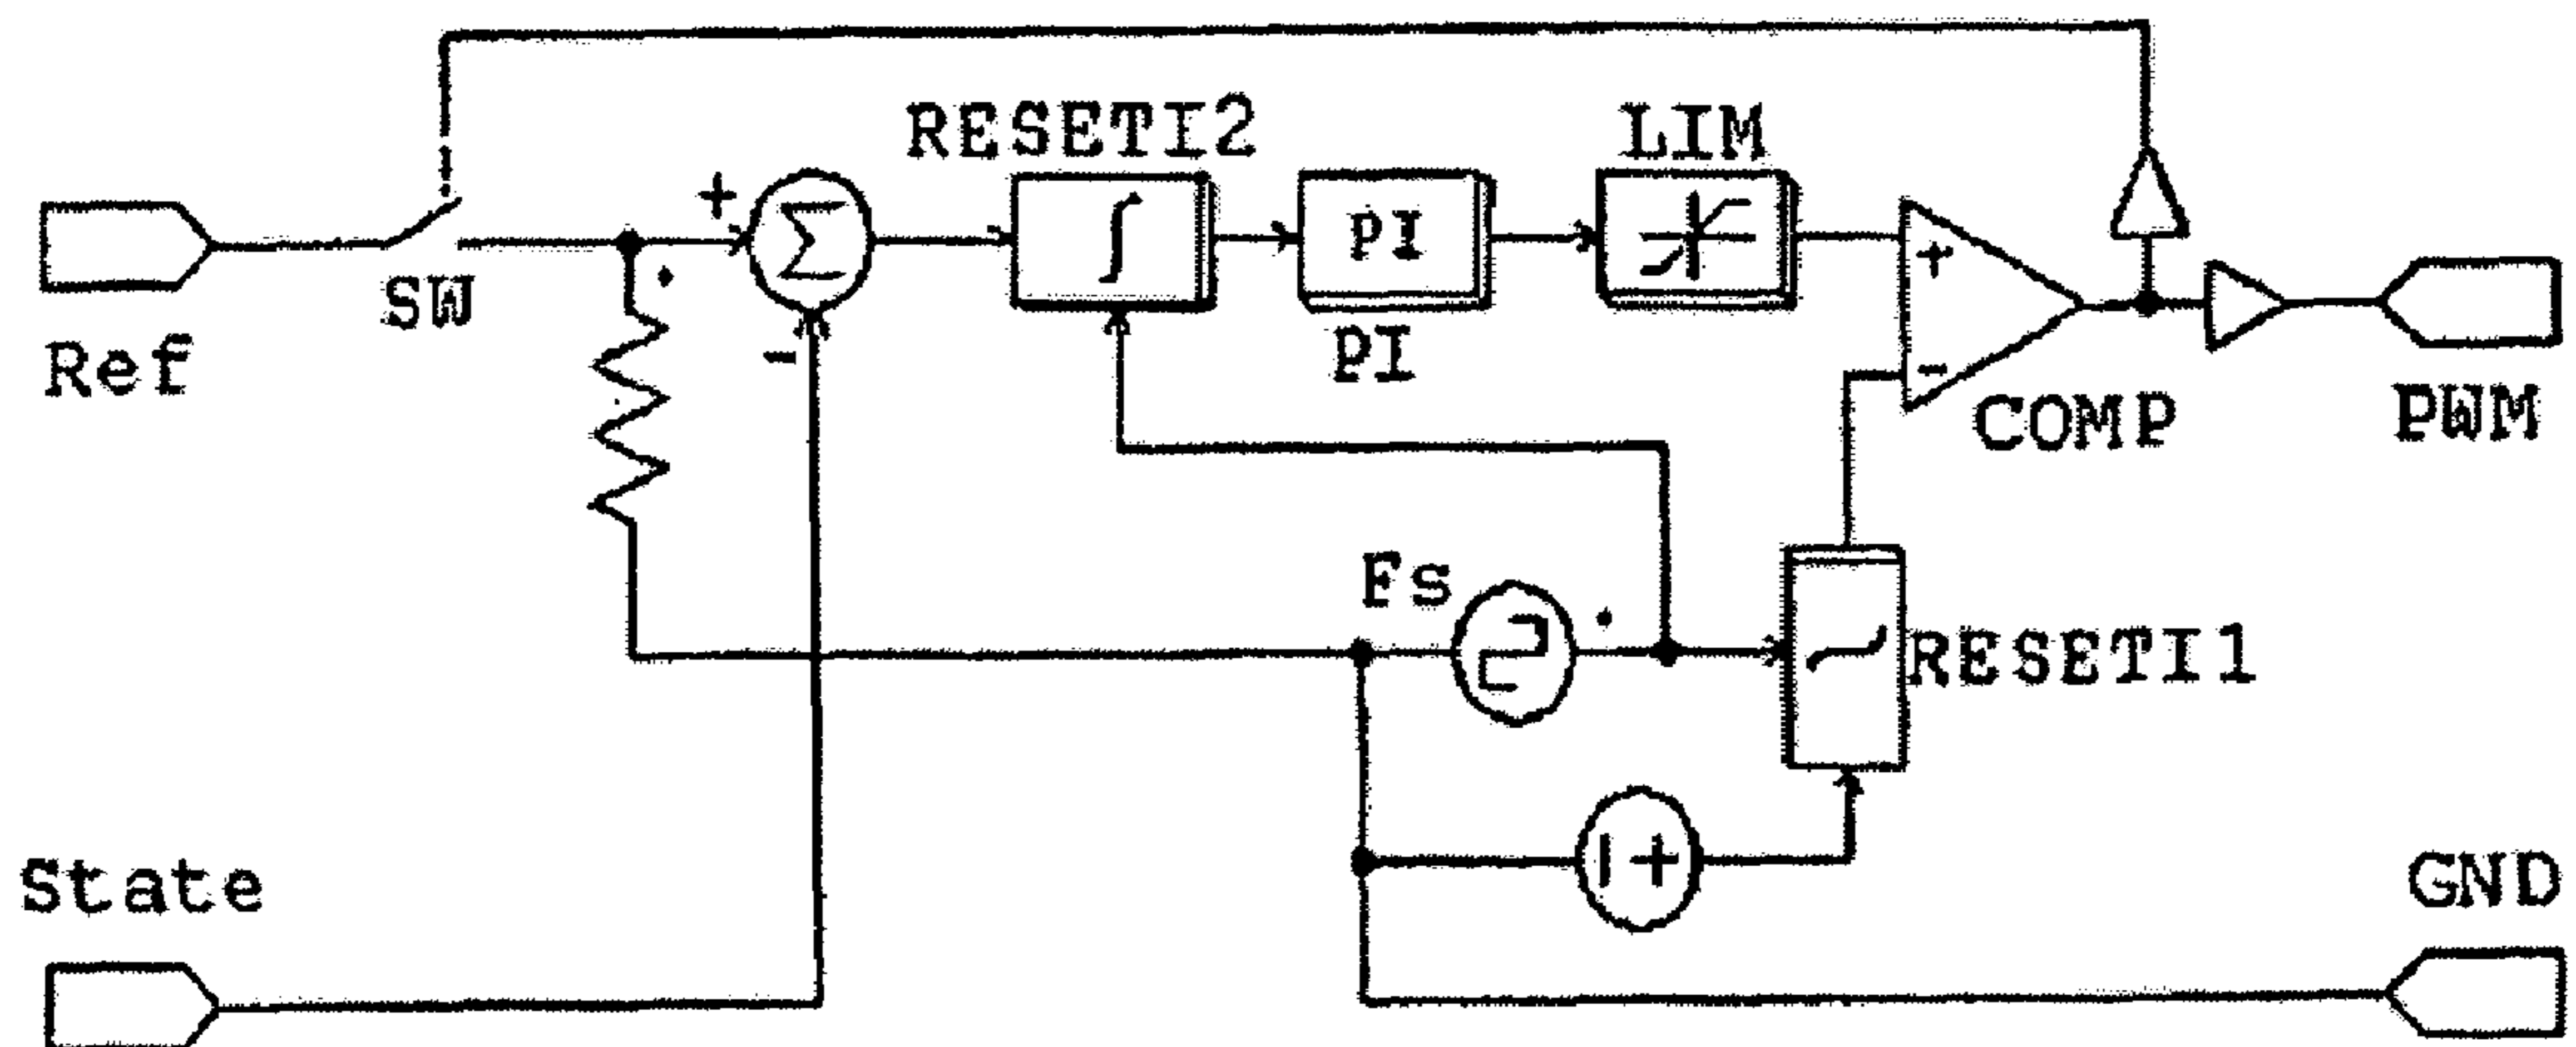 RESETI2
LIM
+
SW
Ref
Σ
∫
PI
+
-
PI
-
COMP
PWM
Fs
RESETI1
State
GND